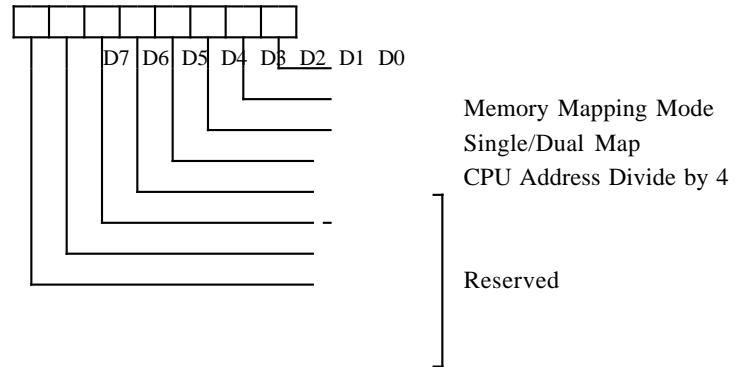 D7 D6 D5 D4 D3 D2 D1 D0
Memory Mapping Mode
Single/Dual Map
CPU Address Divide by 4
Reserved